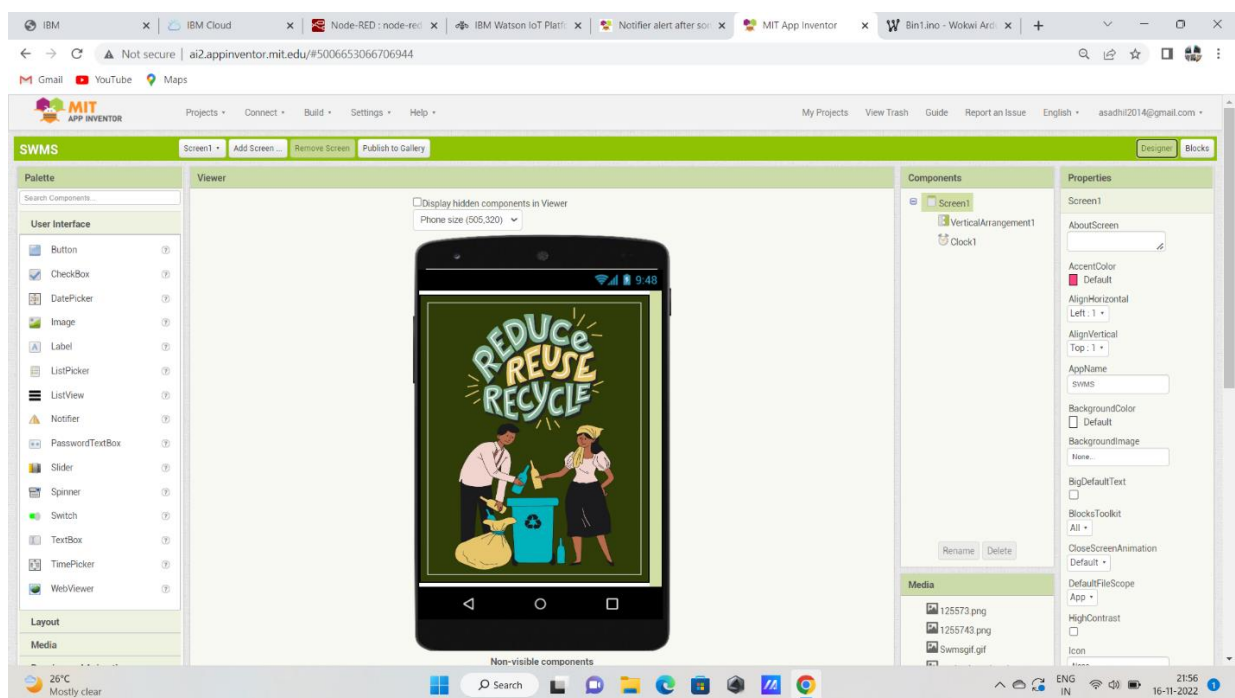 IBM
IBM Cloud
Node-RED : node-red
IBM Watson IoT Platfo
Notifier alert after son
MIT App Inventor
Bin1.ino - Wokwi Ardu
Not secure | ai2.appinventor.mit.edu/#5006653066706944
Gmail YouTube Maps
MIT APP INVENTOR
Projects Connect Build Settings Help My Projects View Trash Guide Report an Issue English asadhil2014@gmail.com
SWMS Screen1 Add Screen ... Remove Screen Publish to Gallery Designer Blocks
Palette
Search Components...
User Interface
Button
CheckBox
DatePicker
Image
Label
ListPicker
ListView
Notifier
PasswordTextBox
Slider
Spinner
Switch
TextBox
TimePicker
WebViewer
Layout
Media
Viewer
Display hidden components in Viewer
Phone size (505,320)
9:48
REDUCe
REUSE
RECYCLE
Non-visible components
Components
Screen1
VerticalArrangement1
Clock1
Rename Delete
Media
125573.png
1255743.png
Swmsgif.gif
Properties
Screen1
AboutScreen
AccentColor
Default
AlignHorizontal
Left : 1
AlignVertical
Top : 1
AppName
SWMS
BackgroundColor
Default
BackgroundImage
None...
BigDefaultText
BlocksToolkit
All
CloseScreenAnimation
Default
DefaultFileScope
App
HighContrast
Icon
26°C
Mostly clear
Search
ENG
IN
21:56
16-11-2022
1